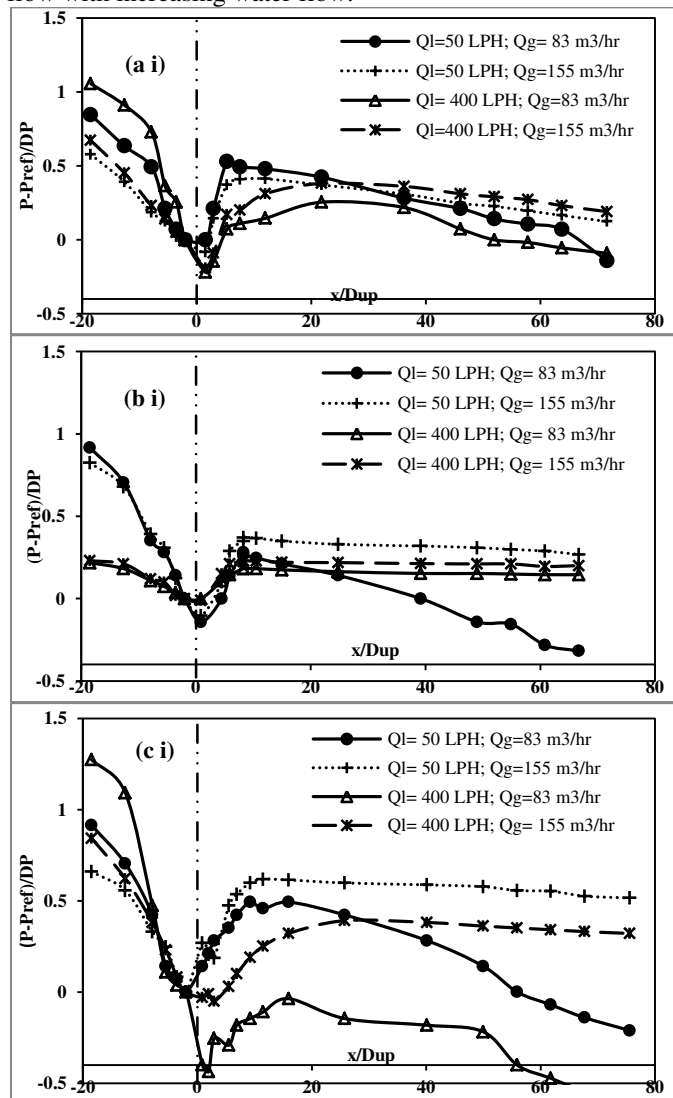 flow with increasing water flow.
1.5
(a i)
Ql=50 LPH; Qg= 83 m3/hr
Ql=50 LPH; Qg=155 m3/hr
Ql= 400 LPH; Qg=83 m3/hr
Ql=400 LPH; Qg=155 m3/hr
1
P-Pref)/DP
0.5
0
x/Dup
-0.5
-20 0 20 40 60 80
1.5
(b i)
Ql= 50 LPH; Qg= 83 m3/hr
Ql= 50 LPH; Qg= 155 m3/hr
Ql= 400 LPH; Qg= 83 m3/hr
Ql= 400 LPH; Qg= 155 m3/hr
1
(P-Pref)/DP
0.5
0
x/Dup
-0.5
-20 0 20 40 60 80
1.5
(c i)
Ql= 50 LPH; Qg=83 m3/hr
Ql= 50 LPH; Qg=155 m3/hr
Ql= 400 LPH; Qg=83 m3/hr
Ql= 400 LPH; Qg= 155 m3/hr
1
(P-Pref)/DP
0.5
0
x/Dup
-0.5
-20 0 20 40 60 80